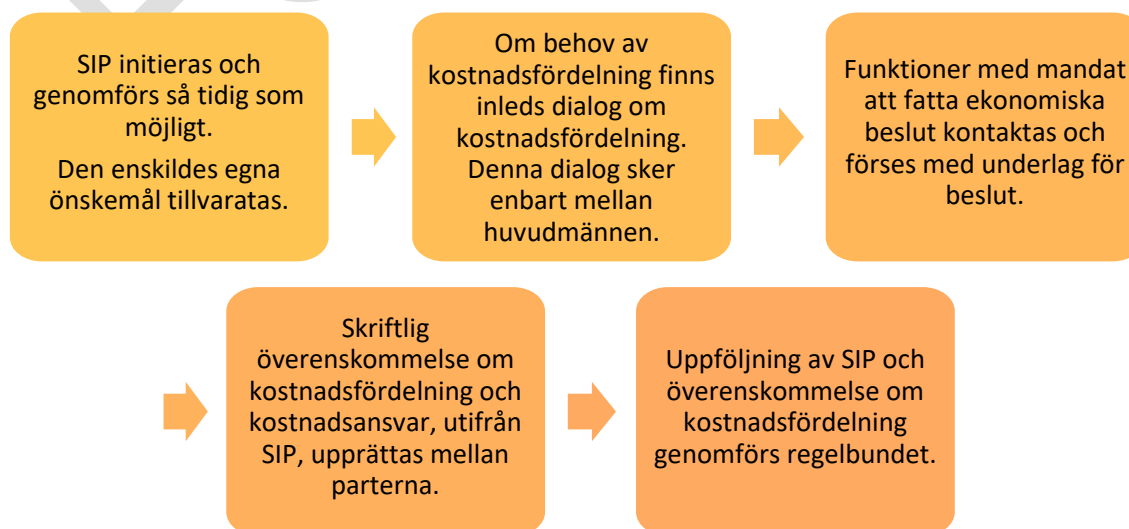 SIP initieras och
genomförs så tidig som
möjligt.
Den enskildes egna
önskemål tillvaratas.
Om behov av
kostnadsfördelning finns
inleds dialog om
kostnadsfördelning.
Denna dialog sker
enbart mellan
huvudmännen.
Funktioner med mandat
att fatta ekonomiska
beslut kontaktas och
förses med underlag för
beslut.
Skriftlig
överenskommelse om
kostnadsfördelning och
kostnadsansvar, utifrån
SIP, upprättas mellan
parterna.
Uppföljning av SIP och
överenskommelse om
kostnadsfördelning
genomförs regelbundet.